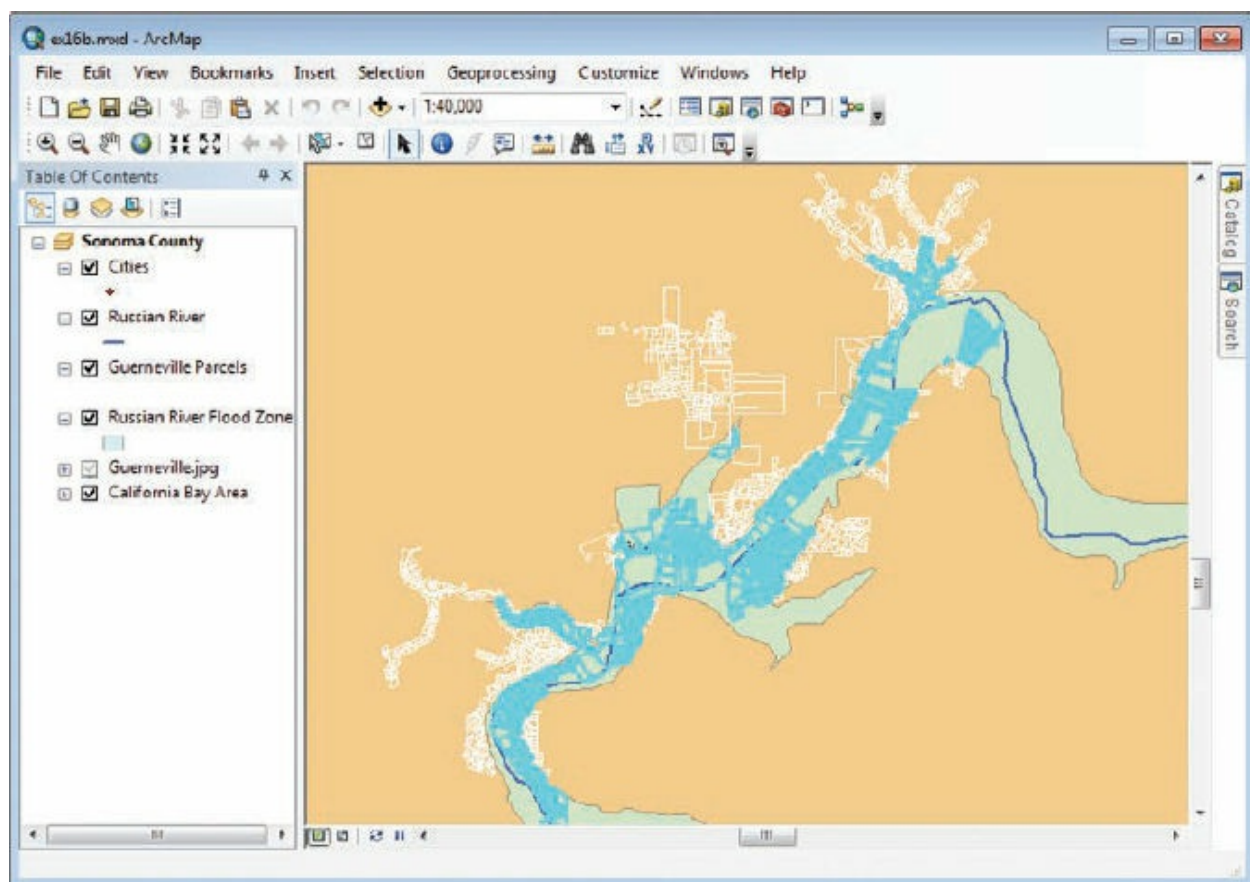 ex16b.mxd - ArcMap
File Edit View Bookmarks Insert Selection Geoprocessing Customize Windows Help
1:40,000
Table Of Contents
Sonoma County
Cities
Russian River
Guerneville Parcels
Russian River Flood Zone
Guerneville.jpg
California Bay Area
Catalog
Search